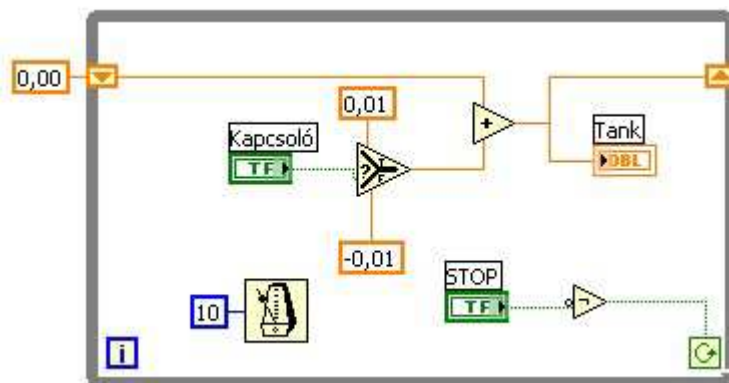 0,00
0,01
Kapcsoló
TF
?
T
F
+
Tank
DBL
-0,01
STOP
TF
10
i